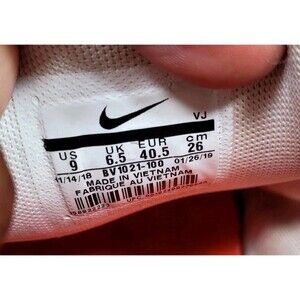 VJ
US UK EUR cm
9 6.5 40.5 26
11/14/18 BV1021-100 01/26/19
MADE IN VIETNAM
FABRIQUE AU VIETNAM